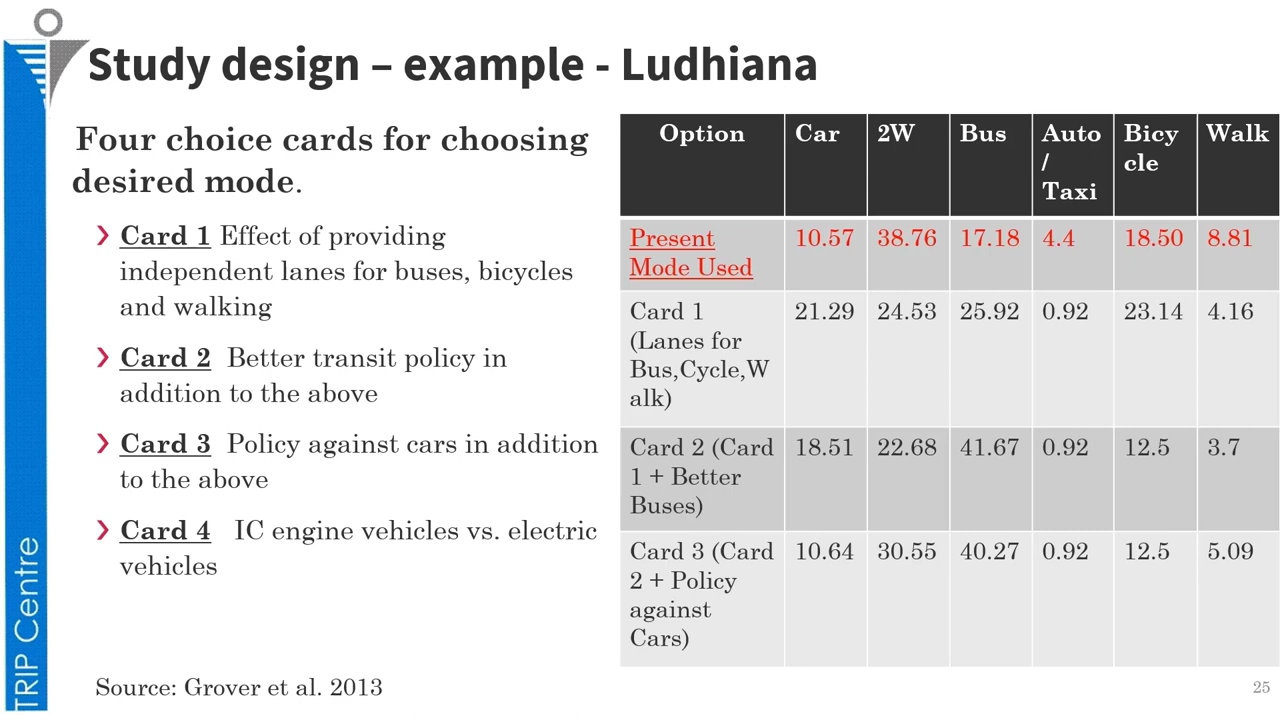 Study design – example - Ludhiana
Four choice cards for choosing
desired mode.
Card 1 Effect of providing
independent lanes for buses, bicycles
and walking
Card 2 Better transit policy in
addition to the above
Card 3 Policy against cars in addition
to the above
Card 4 IC engine vehicles vs. electric
vehicles
Source: Grover et al. 2013
Option Car 2W Bus Auto Bicy Walk
/ cle
Taxi
Present 10.57 38.76 17.18 4.4 18.50 8.81
Mode Used
Card 1 21.29 24.53 25.92 0.92 23.14 4.16
(Lanes for
Bus,Cycle,W
alk)
Card 2 (Card 18.51 22.68 41.67 0.92 12.5 3.7
1 + Better
Buses)
Card 3 (Card 10.64 30.55 40.27 0.92 12.5 5.09
2 + Policy
against
Cars)
TRIP Centre
25